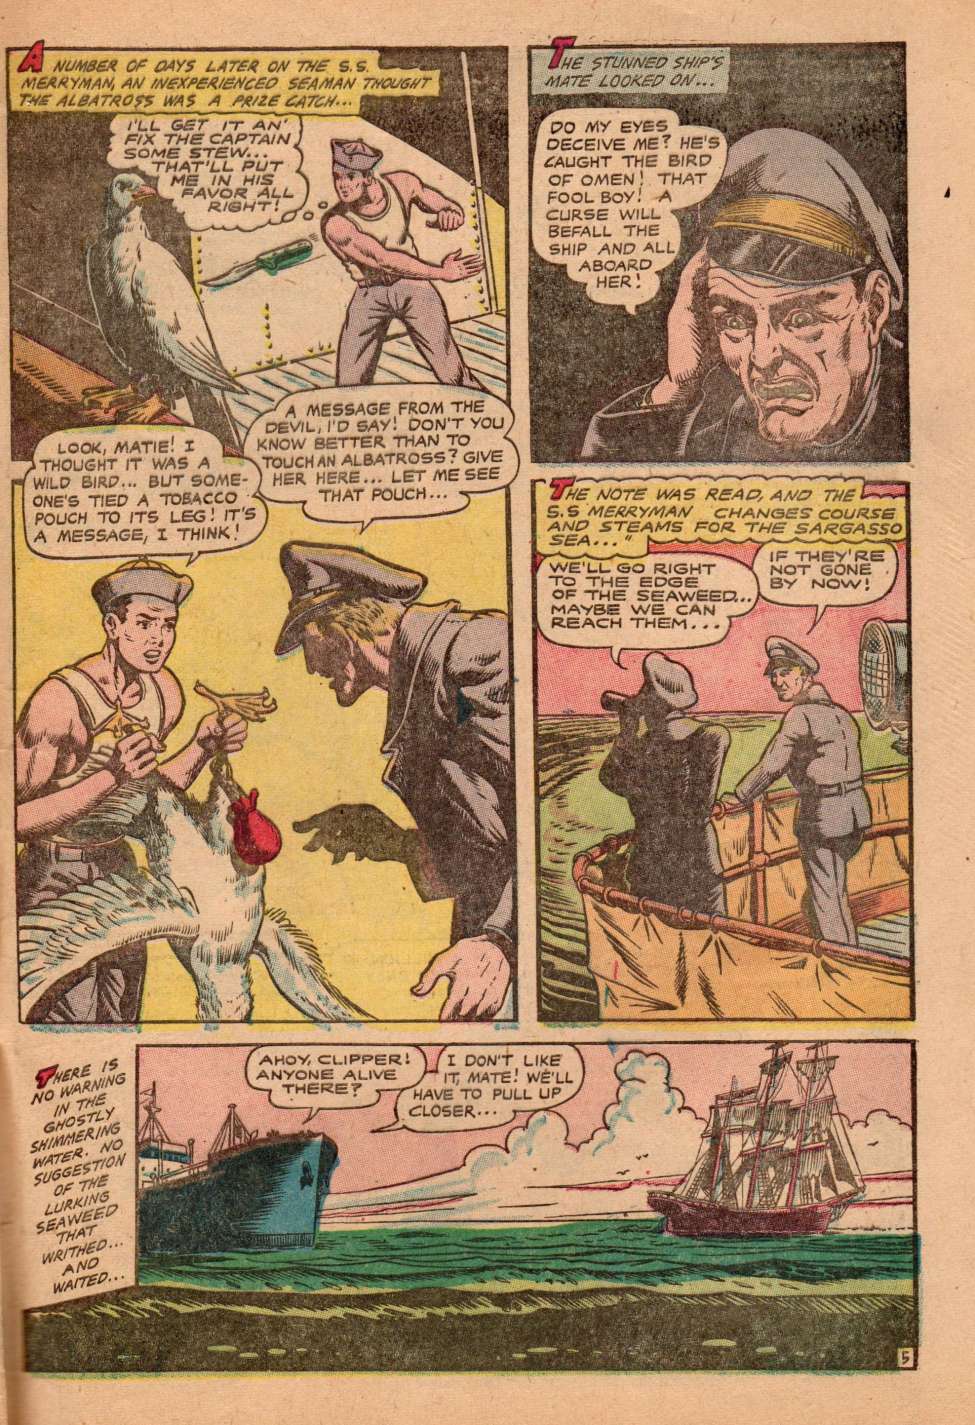 A NUMBER OF DAYS LATER ON THE S.S.
MERRYMAN, AN INEXPERIENCED SEAMAN THOUGHT
THE ALBATROSS WAS A PRIZE CATCH...
I'LL GET IT AN'
FIX THE CAPTAIN
SOME STEW...
THAT'LL PUT
ME IN HIS
FAVOR ALL
RIGHT!
THE STUNNED SHIP'S
MATE LOOKED ON...
DO MY EYES
DECEIVE ME? HE'S
CAUGHT THE BIRD
OF OMEN! THAT
FOOL BOY! A
CURSE WILL
BEFALL THE
SHIP AND ALL
ABOARD
HER!
LOOK, MATIE! I
THOUGHT IT WAS A
WILD BIRD... BUT SOME-
ONE'S TIED A TOBACCO
POUCH TO ITS LEG! IT'S
A MESSAGE, I THINK!
A MESSAGE FROM THE
DEVIL, I'D SAY! DON'T YOU
KNOW BETTER THAN TO
TOUCH AN ALBATROSS? GIVE
HER HERE... LET ME SEE
THAT POUCH...
THE NOTE WAS READ, AND THE
S.S MERRYMAN CHANGES COURSE
AND STEAMS FOR THE SARGASSO
SEA..."
WE'LL GO RIGHT
TO THE EDGE
OF THE SEAWEED...
MAYBE WE CAN
REACH THEM...
IF THEY'RE
NOT GONE
BY NOW!
THERE IS
NO WARNING
IN THE
GHOSTLY
SHIMMERING
WATER. NO
SUGGESTION
OF THE
LURKING
SEAWEED
THAT
WRITHED...
AND
WAITED...
AHOY, CLIPPER!
ANYONE ALIVE
THERE?
I DON'T LIKE
IT, MATE! WE'LL
HAVE TO PULL UP
CLOSER...
5